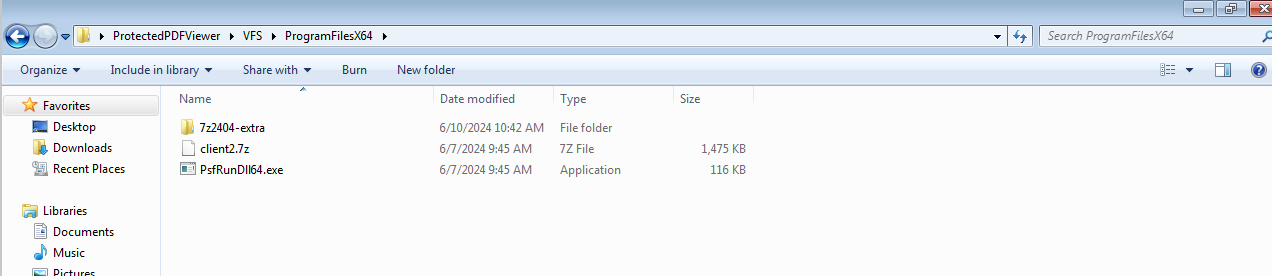 ProtectedPDFViewer VFS ProgramFilesX64 Search ProgramFilesX64
Organize Include in library Share with Burn New folder
Name Date modified Type Size
Favorites
Desktop
Downloads
Recent Places
Libraries
Documents
Music
Pictures
7z2404-extra 6/10/2024 10:42 AM File folder
client2.7z 6/7/2024 9:45 AM 7Z File 1,475 KB
PsfRunDll64.exe 6/7/2024 9:45 AM Application 116 KB